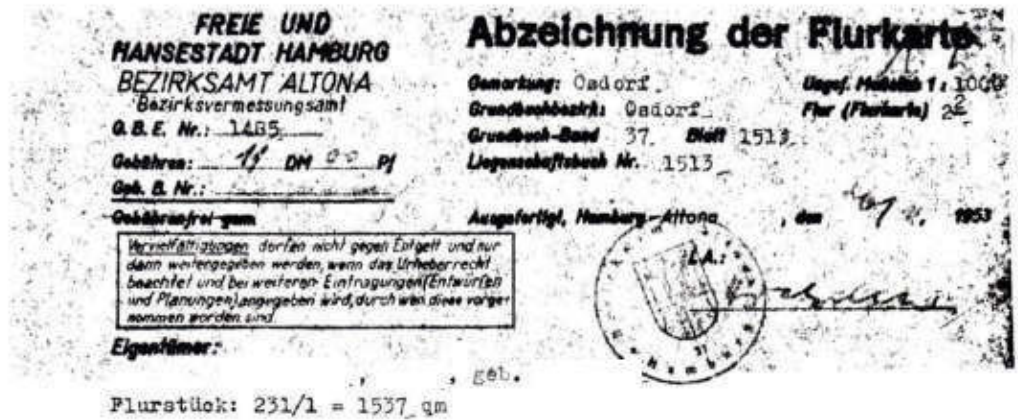 FREIE UND
HANSESTADT HAMBURG
BEZIRKSAMT ALTONA
Bezirksvermessungsamt
G.B.E. Nr.: 1485
Gebühren: 11 DM 00 Pf
Geb. B. Nr.:
Gebührenfrei gem.
Vervielfältigungen dürfen nicht gegen Entgelt und nur
dann weitergegeben werden, wenn das Urheberrecht
beachtet und bei weiteren Eintragungen (Entwürfen
und Planungen) angegeben wird, durch wen diese vorge-
nommen worden sind
Eigentümer:
, , geb.
Flurstück: 231/1 = 1537 qm
Abzeichnung der Flurkarte
Gemarkung: Osdorf
Ungef. Maßstab 1: 1000
Grundbuchbezirk: Osdorf
Flur (Flurkarte) 2
Grundbuch-Band 37 Blatt 1513
Liegenschaftsbuch Nr. 1513
Ausgefertigt, Hamburg-Altona , den 1953
I.A.:
Hamburg